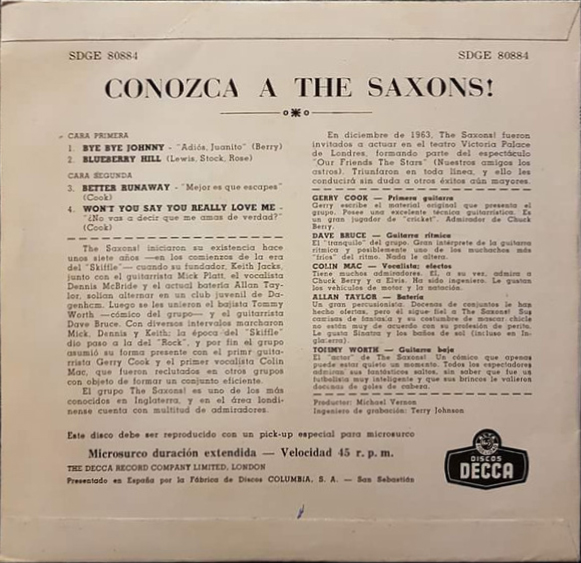 SDGE 80884
SDGE 80884
CONOZCA A THE SAXONS!
CARA PRIMERA
1. BYE BYE JOHNNY - "Adiós, Juanito" (Berry)
2. BLUEBERRY HILL (Lewis, Stock, Rose)
CARA SEGUNDA
3. BETTER RUNAWAY - "Mejor es que escapes"
(Cook)
4. WON'T YOU SAY YOU REALLY LOVE ME -
"¿No vas a decir que me amas de verdad?"
(Cook)
The Saxons! iniciaron su existencia hace
unos siete años —en los comienzos de la era
del "Skiffle"— cuando su fundador, Keith Jacks,
junto con el guitarrista Mick Platt, el vocalista
Dennis McBride y el actual batería Allan Tay-
lor, solían alternar en un club juvenil de Da-
genhcm. Luego se les unieron el bajista Tommy
Worth —cómico del grupo— y el guitarrista
Dave Bruce. Con diversos intervalos marcharon
Mick, Dennis y Keith; la época del "Skiffle"
dio paso a la del "Rock", y por fin el grupo
asumió su forma presente con el primr guita-
rrista Gerry Cook y el primer vocalista Colin
Mac, que fueron reclutados en otros grupos
con objeto de formar un conjunto eficiente.
El grupo The Saxons! es uno de los más
conocidos en Inglaterra, y en el área londi-
nense cuenta con multitud de admiradores.
En diciembre de 1963, The Saxons! fueron
invitados a actuar en el teatro Victoria Palace
de Londres, formando parte del espectáculo
"Our Friends The Stars" (Nuestros amigos los
astros). Triunfaron en toda línea, y ello les
conducirá sin duda a otros éxitos aún mayores.
GERRY COOK — Primera guitarra
Gerry escribe el material original que presenta el
grupo. Posee una excelente técnica guitarrística. Es
un gran jugador de "cricket". Admirador de Chuck
Berry.
DAVE BRUCE — Guitarra rítmica
El "tranquilo" del grupo. Gran intérprete de la guitarra
rítmica y posiblemente uno de los muchachos más
"fríos" del ritmo. Nada le altera.
COLIN MAC — Vocalista; efectos
Tiene muchos admiradores. El, a su vez, admira a
Chuck Berry y a Elvis. Ha sido ingeniero. Le gustan
los vehículos de motor y la natación.
ALLAN TAYLOR — Batería
Un gran percusionista. Docenas de conjuntos le han
hecho ofertas, pero él sigue fiel a The Saxons! Sus
camisas de fantasía y su costumbre de mascar chicle
no están muy de acuerdo con su profesión de perito.
Le gusta Sinatra y los baños de sol (incluso en In-
glaterra).
TOMMY WORTH — Guitarra baja
El "actor" de The Saxons! Un cómico que apenas
puede estar quieto un momento. Todos los espectadores
admiran sus fantásticos saltos, sin saber que fue un
futbolista muy inteligente y que sus brincos le valieron
docenas de goles de cabeza.
Productor: Michael Vernon
Ingeniero de grabación: Terry Johnson
Este disco debe ser reproducido con un pick-up especial para microsurco
Microsurco duración extendida — Velocidad 45 r. p. m.
THE DECCA RECORD COMPANY LIMITED, LONDON
Presentado en España por la Fábrica de Discos COLUMBIA, S. A. — San Sebastián
DISCOS
DECCA